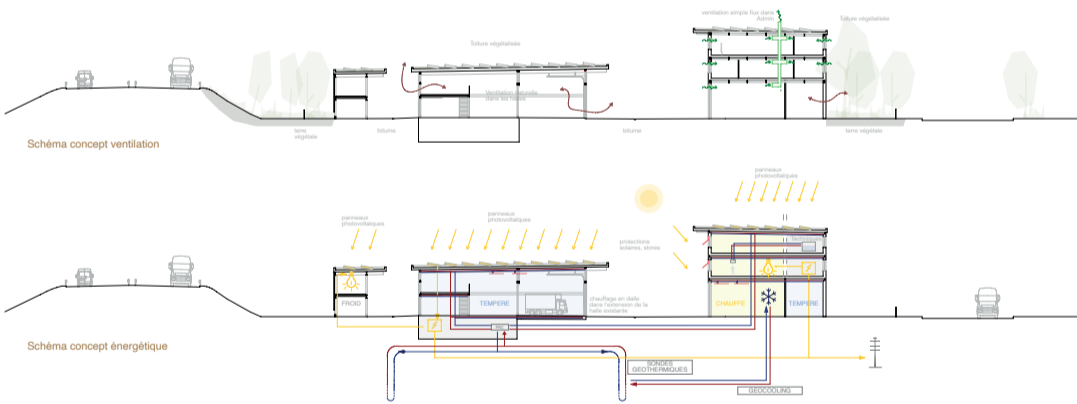 ventilation simple flux dans
Admin
Toiture végétalisée
Toiture végétalisée
Ventilation naturelle
dans les halles
terre
végétale
bitume
bitume
terre végétale
Schéma concept ventilation
panneaux
photovoltaïques
panneaux
photovoltaïques
panneaux
photovoltaïques
protections
solaires, stores
Techniques
FROID
TEMPERE
chauffage en dalle
dans l'extension de la
halle existante
CHAUFFE
TEMPERE
PAC
Schéma concept énergétique
SONDES
GEOTHERMIQUES
GEOCOOLING